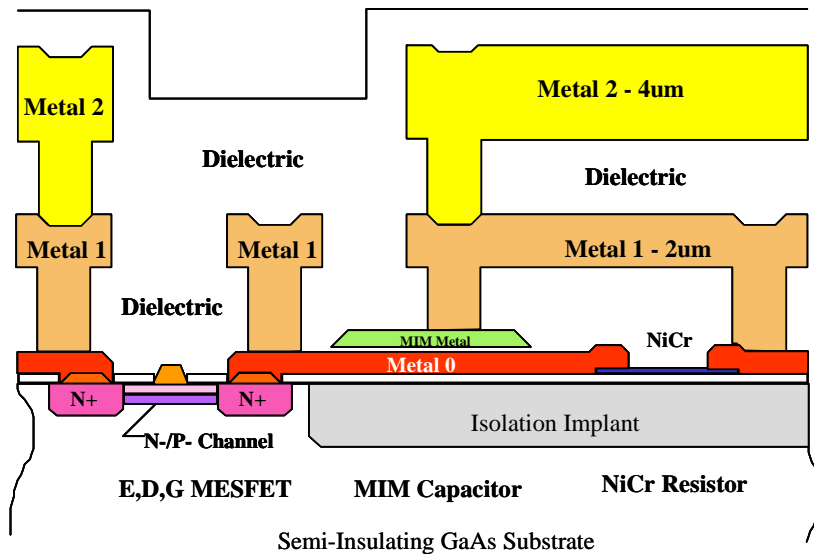 Metal 2
Metal 2 - 4um
Dielectric
Dielectric
Metal 1
Metal 1
Metal 1 - 2um
Dielectric
MIM Metal
NiCr
Metal 0
N+
N+
Isolation Implant
N-/P- Channel
E,D,G MESFET
MIM Capacitor
NiCr Resistor
Semi-Insulating GaAs Substrate